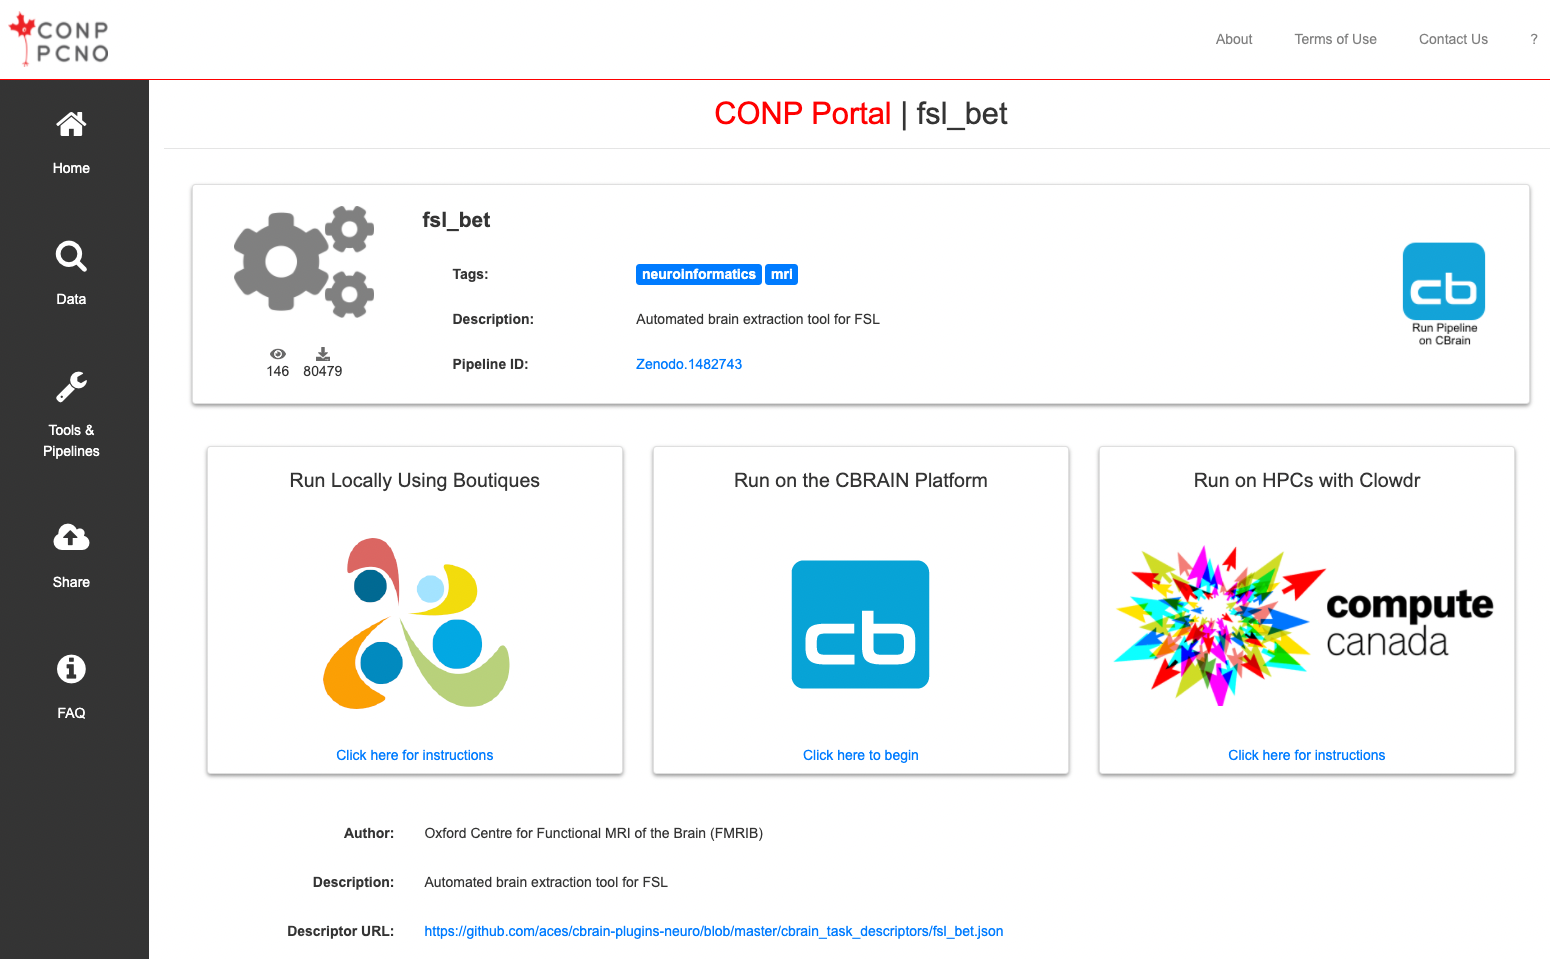 CONP
PCNO
About
Terms of Use
Contact Us
?
Home
Data
Tools &
Pipelines
Share
FAQ
CONP Portal | fsl_bet
146
80479
fsl_bet
Tags: neuroinformatics mri
Description: Automated brain extraction tool for FSL
Pipeline ID: Zenodo.1482743
cb
Run Pipeline
on CBrain
Run Locally Using Boutiques
Click here for instructions
Run on the CBRAIN Platform
cb
Click here to begin
Run on HPCs with Clowdr
compute
canada
Click here for instructions
Author: Oxford Centre for Functional MRI of the Brain (FMRIB)
Description: Automated brain extraction tool for FSL
Descriptor URL: https://github.com/aces/cbrain-plugins-neuro/blob/master/cbrain_task_descriptors/fsl_bet.json